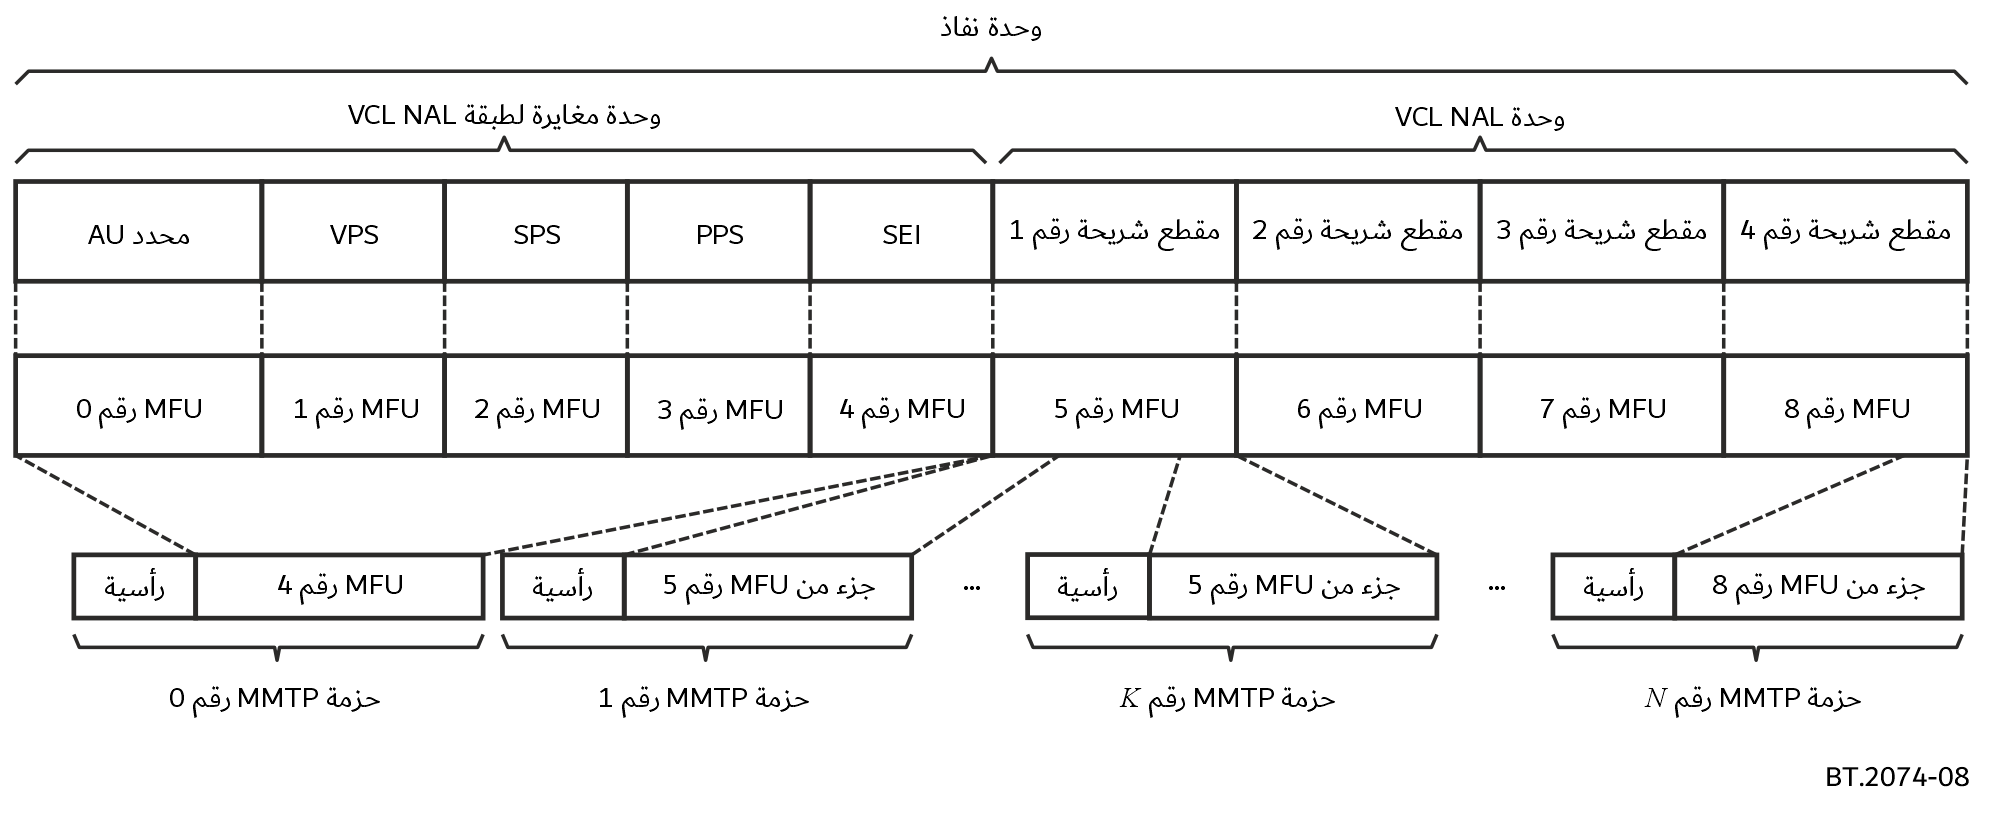 وحدة نفاذ
وحدة مغايرة لطبقة VCL NAL
وحدة VCL NAL
محدد AU
VPS
SPS
PPS
SEI
مقطع شريحة رقم 1
مقطع شريحة رقم 2
مقطع شريحة رقم 3
مقطع شريحة رقم 4
MFU رقم 0
MFU رقم 1
MFU رقم 2
MFU رقم 3
MFU رقم 4
MFU رقم 5
MFU رقم 6
MFU رقم 7
MFU رقم 8
رأسية
MFU رقم 4
رأسية
جزء من MFU رقم 5
...
رأسية
جزء من MFU رقم 5
...
رأسية
جزء من MFU رقم 8
حزمة MMTP رقم 0
حزمة MMTP رقم 1
حزمة MMTP رقم K
حزمة MMTP رقم N
BT.2074-08